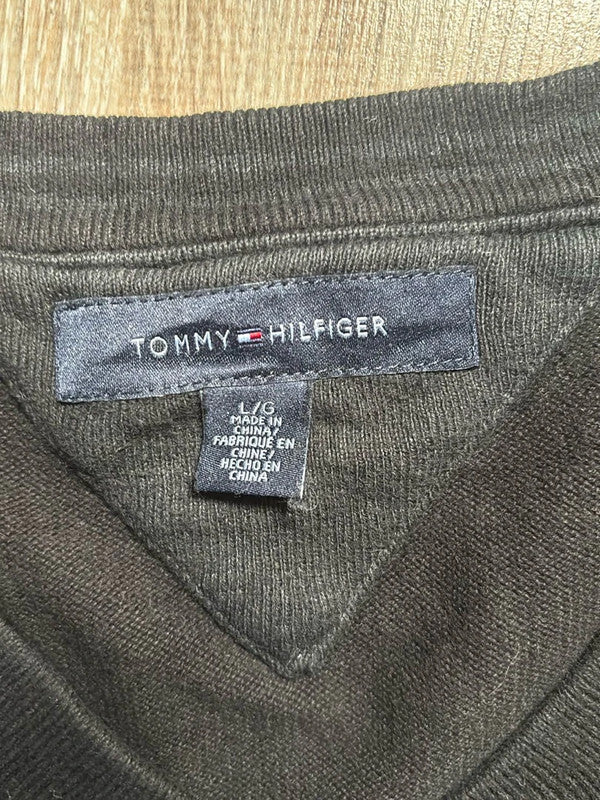 TOMMY HILFIGER
L/G
MADE IN
CHINA/
FABRIQUÉ EN
CHINE/
HECHO EN
CHINA